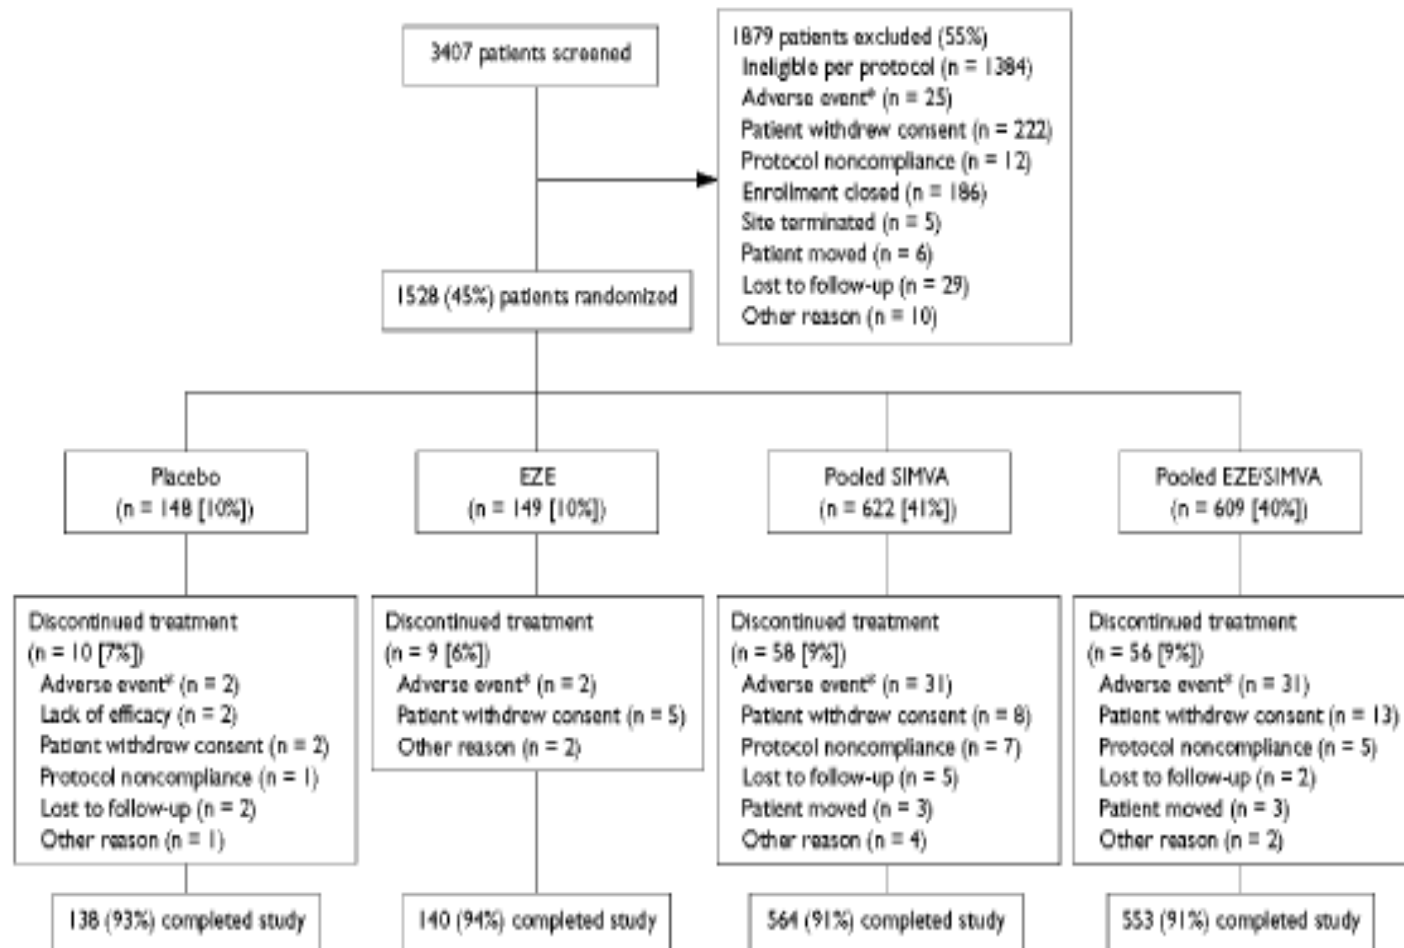 3407 patients screened
1879 patients excluded (55%)
Ineligible per protocol (n = 1384)
Adverse event* (n = 25)
Patient withdrew consent (n = 222)
Protocol noncompliance (n = 12)
Enrollment closed (n = 186)
Site terminated (n = 5)
Patient moved (n = 6)
Lost to follow-up (n = 29)
Other reason (n = 10)
1528 (45%) patients randomized
Placebo
(n = 148 [10%])
EZE
(n = 149 [10%])
Pooled SIMVA
(n = 622 [41%])
Pooled EZE/SIMVA
(n = 609 [40%])
Discontinued treatment
(n = 10 [7%])
Adverse event* (n = 2)
Lack of efficacy (n = 2)
Patient withdrew consent (n = 2)
Protocol noncompliance (n = 1)
Lost to follow-up (n = 2)
Other reason (n = 1)
Discontinued treatment
(n = 9 [6%])
Adverse event* (n = 2)
Patient withdrew consent (n = 5)
Other reason (n = 2)
Discontinued treatment
(n = 58 [9%])
Adverse event* (n = 31)
Patient withdrew consent (n = 8)
Protocol noncompliance (n = 7)
Lost to follow-up (n = 5)
Patient moved (n = 3)
Other reason (n = 4)
Discontinued treatment
(n = 56 [9%])
Adverse event* (n = 31)
Patient withdrew consent (n = 13)
Protocol noncompliance (n = 5)
Lost to follow-up (n = 2)
Patient moved (n = 3)
Other reason (n = 2)
138 (93%) completed study
140 (94%) completed study
564 (91%) completed study
553 (91%) completed study